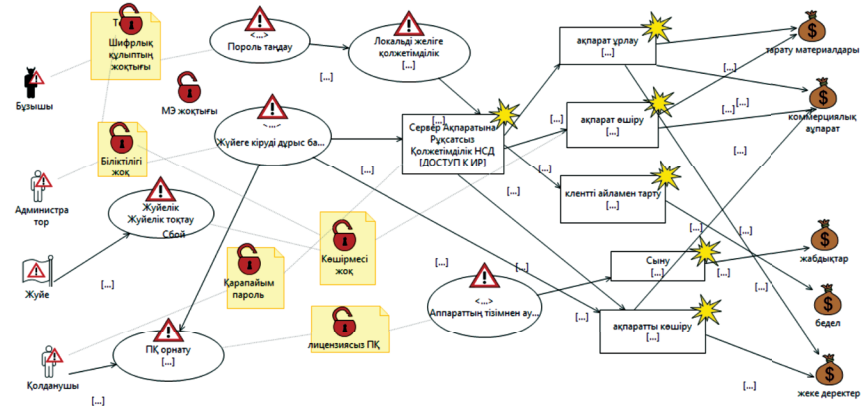 Шифрлық
құлыптың
жоқтығы
<...>
Пороль таңдау
Локальді желіге
қолжетімділік
[...]
ақпарат ұрлау
[...]
тарату материалдары
[...]
[...]
Бұзышы
МЭ жоқтығы
<...>
Жүйеге кіруді дұрыс ба...
[...]
Сервер Ақпаратына
Рұқсатсыз
Қолжетімділік НСД
[ДОСТУП К ИР]
[...]
ақпарат өшіру
[...]
[...]
[...]
коммерциялық
аұпарат
[...]
Біліктілігі
жоқ
[...]
[...]
[...]
клентті айламен тарту
[...]
Администра
тор
Жүйелік
Жүйелік тоқтау
Сбой
Көшірмесі
жоқ
[...]
[...]
Қарапайым
пароль
[...]
[...]
Сыну
[...]
жабдықтар
Жүйе
[...]
<...>
Аппараттың тізімнен ау...
[...]
[...]
бедел
ПҚ орнату
[...]
лицензиясыз ПҚ
ақпаратты көшіру
[...]
Қолданушы
[...]
[...]
жеке деректер